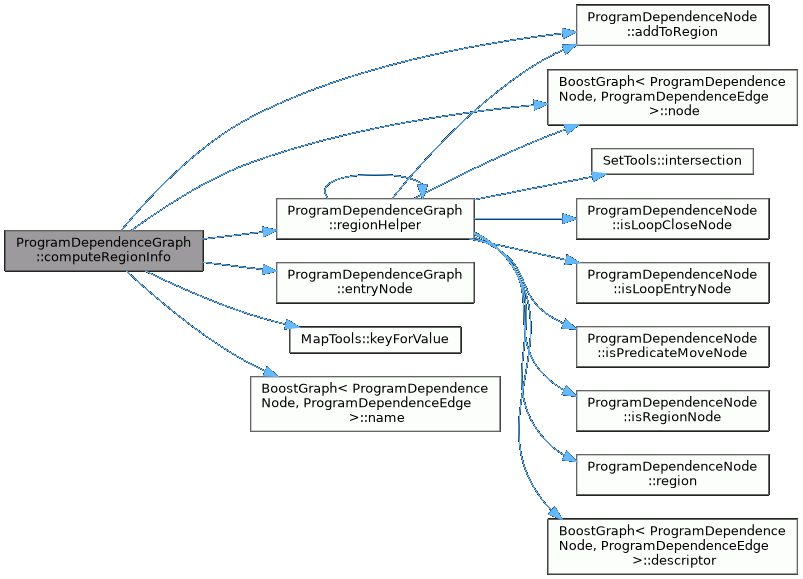 ProgramDependenceGraph
::computeRegionInfo
ProgramDependenceGraph
::regionHelper
ProgramDependenceGraph
::entryNode
MapTools::keyForValue
BoostGraph< ProgramDependence
Node, ProgramDependenceEdge
>::name
ProgramDependenceNode
::addToRegion
BoostGraph< ProgramDependence
Node, ProgramDependenceEdge
>::node
SetTools::intersection
ProgramDependenceNode
::isLoopCloseNode
ProgramDependenceNode
::isLoopEntryNode
ProgramDependenceNode
::isPredicateMoveNode
ProgramDependenceNode
::isRegionNode
ProgramDependenceNode
::region
BoostGraph< ProgramDependence
Node, ProgramDependenceEdge
>::descriptor